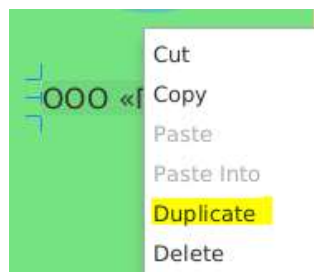 Cut
ООО «
Copy
Paste
Paste Into
Duplicate
Delete